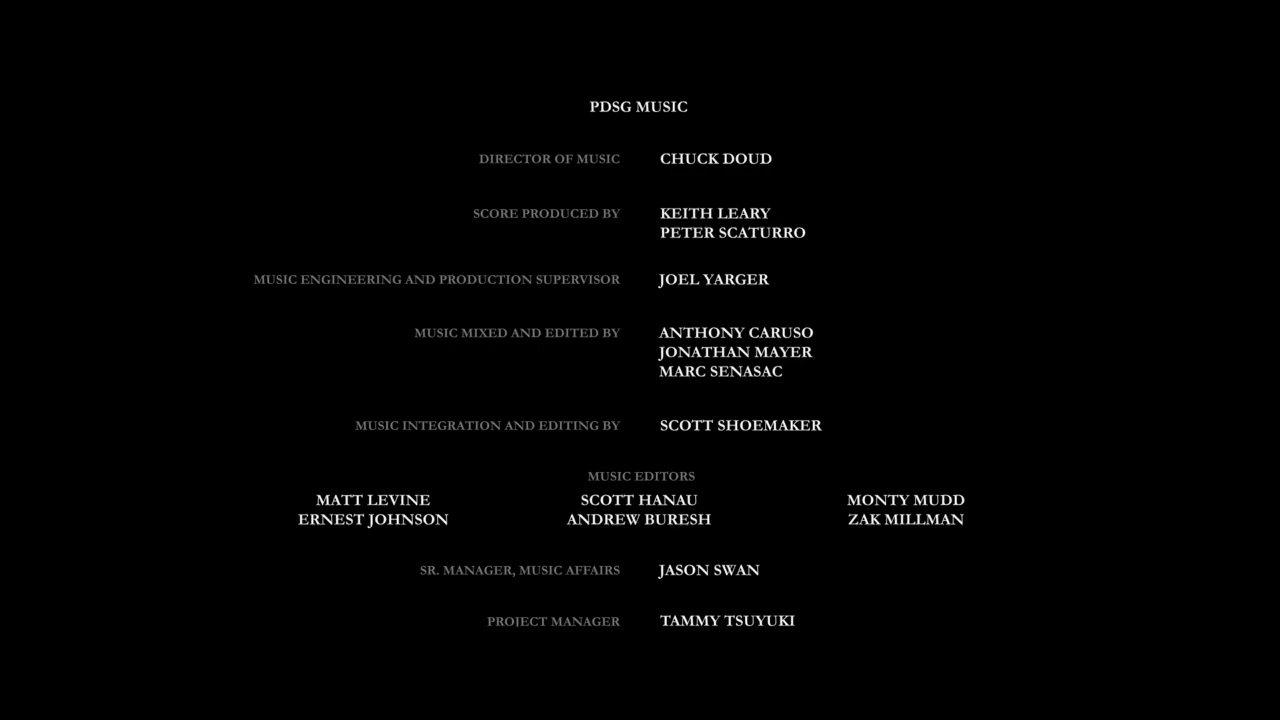 PDSG MUSIC
DIRECTOR OF MUSIC CHUCK DOUD
SCORE PRODUCED BY KEITH LEARY
PETER SCATURRO
MUSIC ENGINEERING AND PRODUCTION SUPERVISOR JOEL YARGER
MUSIC MIXED AND EDITED BY ANTHONY CARUSO
JONATHAN MAYER
MARC SENASAC
MUSIC INTEGRATION AND EDITING BY SCOTT SHOEMAKER
MUSIC EDITORS
MATT LEVINE SCOTT HANAU MONTY MUDD
ERNEST JOHNSON ANDREW BURESH ZAK MILLMAN
SR. MANAGER, MUSIC AFFAIRS JASON SWAN
PROJECT MANAGER TAMMY TSUYUKI